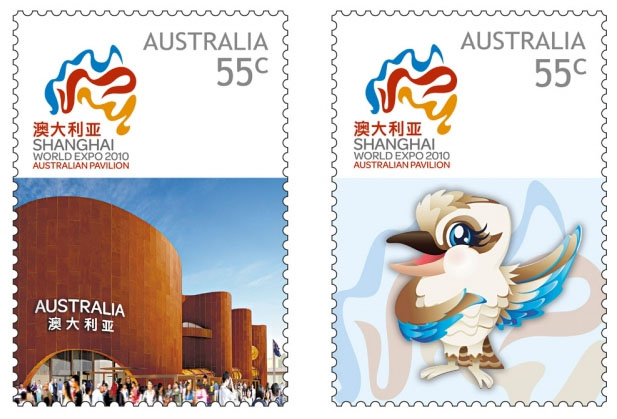 AUSTRALIA
55c
澳大利亚
SHANGHAI
WORLD EXPO 2010
AUSTRALIAN PAVILION
AUSTRALIA
澳大利亚
AUSTRALIA
55c
澳大利亚
SHANGHAI
WORLD EXPO 2010
AUSTRALIAN PAVILION